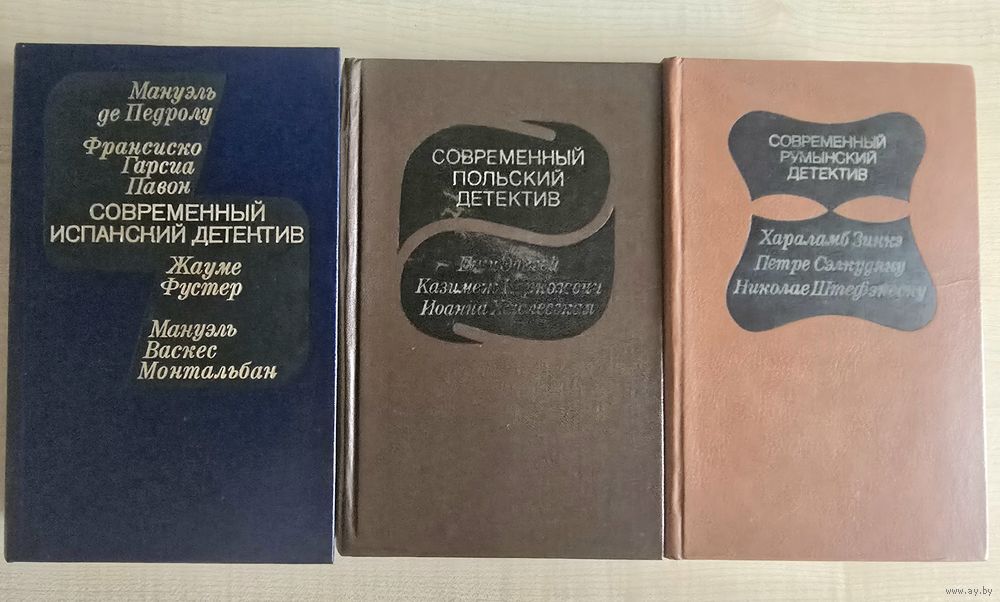 Мануэль
де Педролу
Франсиско
Гарсиа
Павон
СОВРЕМЕННЫЙ
ИСПАНСКИЙ ДЕТЕКТИВ
Жауме
Фустер
Мануэль
Васкес
Монтальбан
СОВРЕМЕННЫЙ
ПОЛЬСКИЙ
ДЕТЕКТИВ
Иоанна
СОВРЕМЕННЫЙ
РУМЫНСКИЙ
ДЕТЕКТИВ
Хараламб Зинкэ
Петре Сэлкудяну
Николае Штефэнеску
www.ay.by